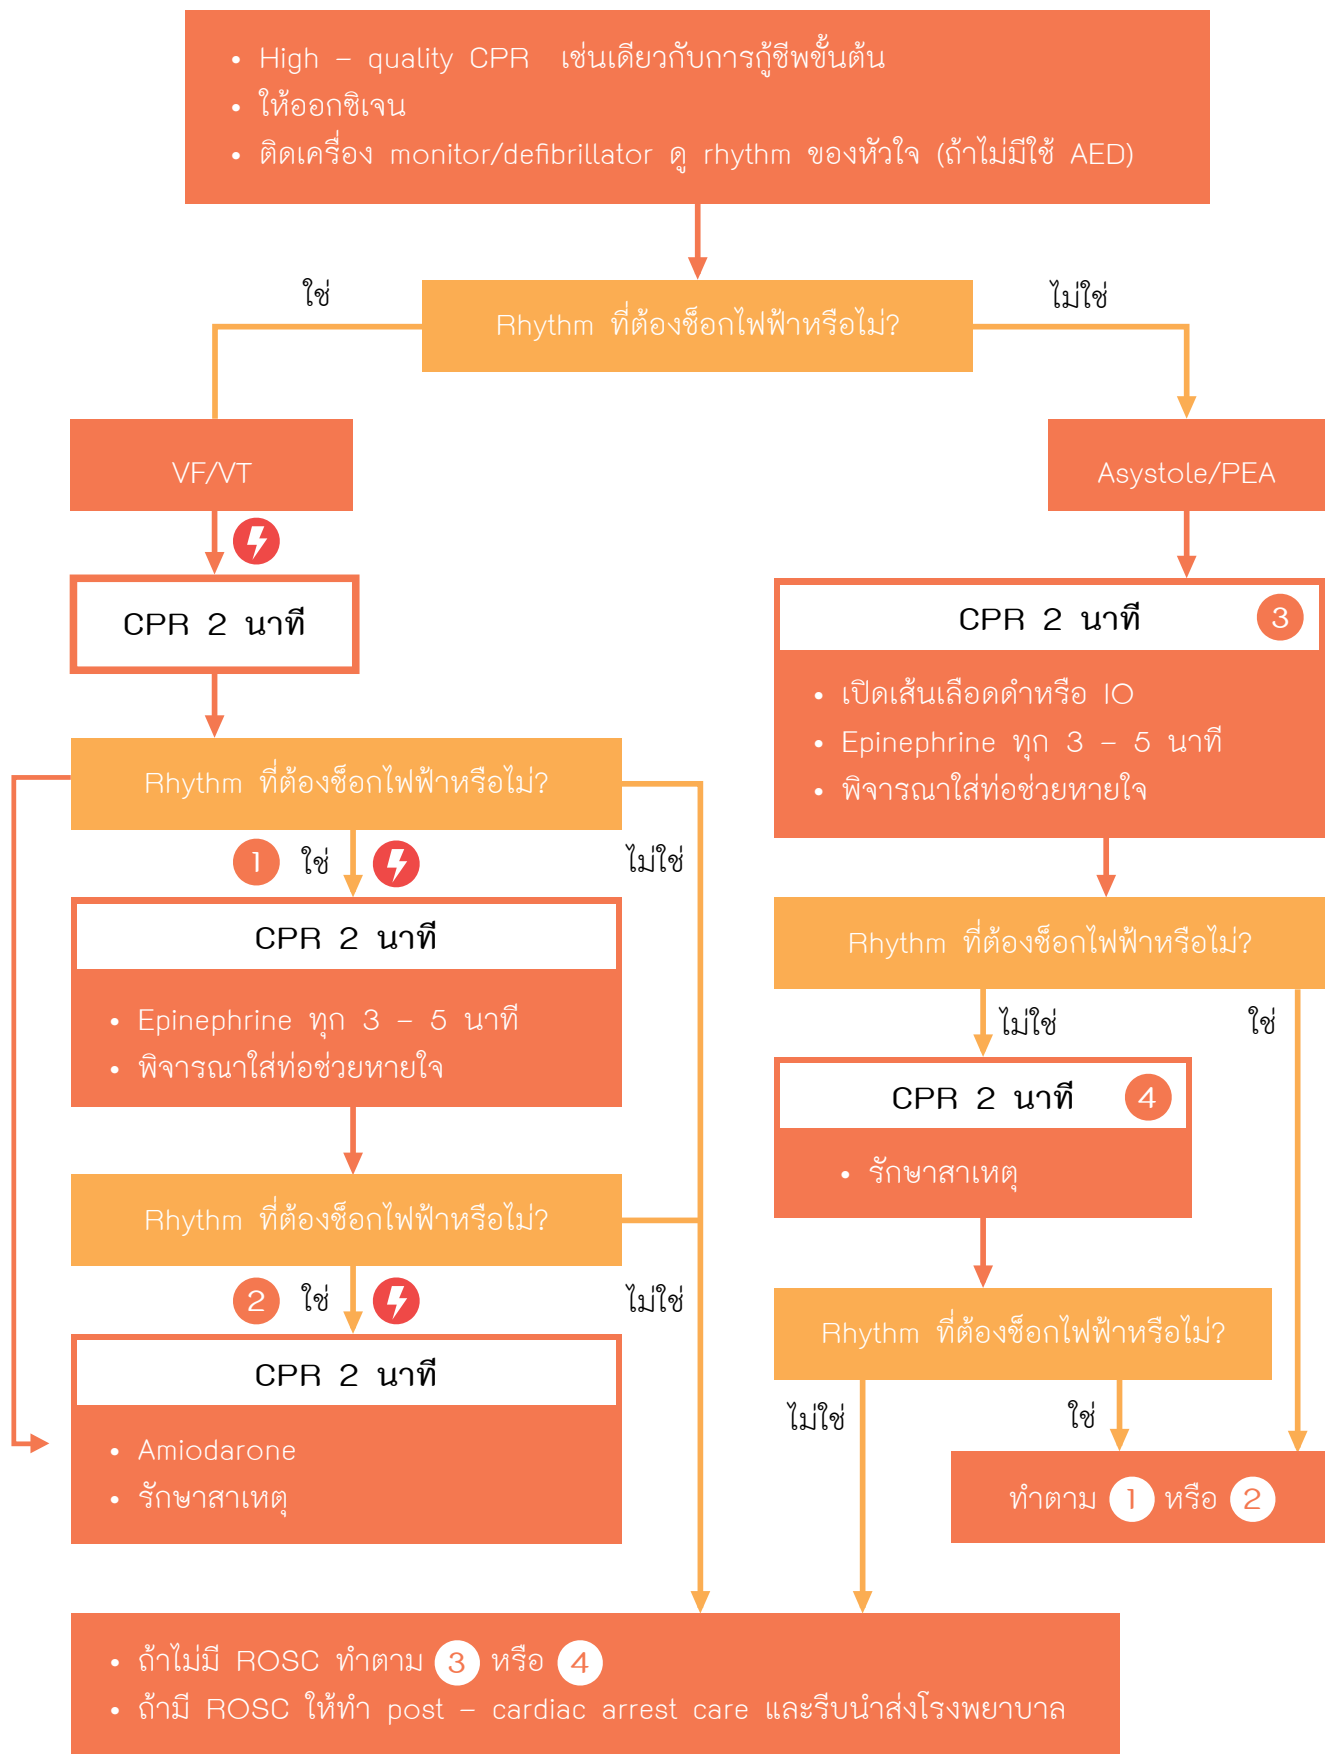 • High – quality CPR เช่นเดียวกับการกู้ชีพขั้นต้น
• ให้ออกซิเจน
• ติดเครื่อง monitor/defibrillator ดู rhythm ของหัวใจ (ถ้าไม่มีใช้ AED)
ใช่
Rhythm ที่ต้องช็อกไฟฟ้าหรือไม่?
ไม่ใช่
VF/VT
CPR 2 นาที
Rhythm ที่ต้องช็อกไฟฟ้าหรือไม่?
1 ใช่
ไม่ใช่
CPR 2 นาที
• Epinephrine ทุก 3 – 5 นาที
• พิจารณาใส่ท่อช่วยหายใจ
Rhythm ที่ต้องช็อกไฟฟ้าหรือไม่?
2 ใช่
ไม่ใช่
CPR 2 นาที
• Amiodarone
• รักษาสาเหตุ
Asystole/PEA
CPR 2 นาที 3
• เปิดเส้นเลือดดำหรือ IO
• Epinephrine ทุก 3 – 5 นาที
• พิจารณาใส่ท่อช่วยหายใจ
Rhythm ที่ต้องช็อกไฟฟ้าหรือไม่?
ไม่ใช่
ใช่
CPR 2 นาที 4
• รักษาสาเหตุ
Rhythm ที่ต้องช็อกไฟฟ้าหรือไม่?
ไม่ใช่
ใช่
ทำตาม 1 หรือ 2
• ถ้าไม่มี ROSC ทำตาม 3 หรือ 4
• ถ้ามี ROSC ให้ทำ post – cardiac arrest care และรีบนำส่งโรงพยาบาล